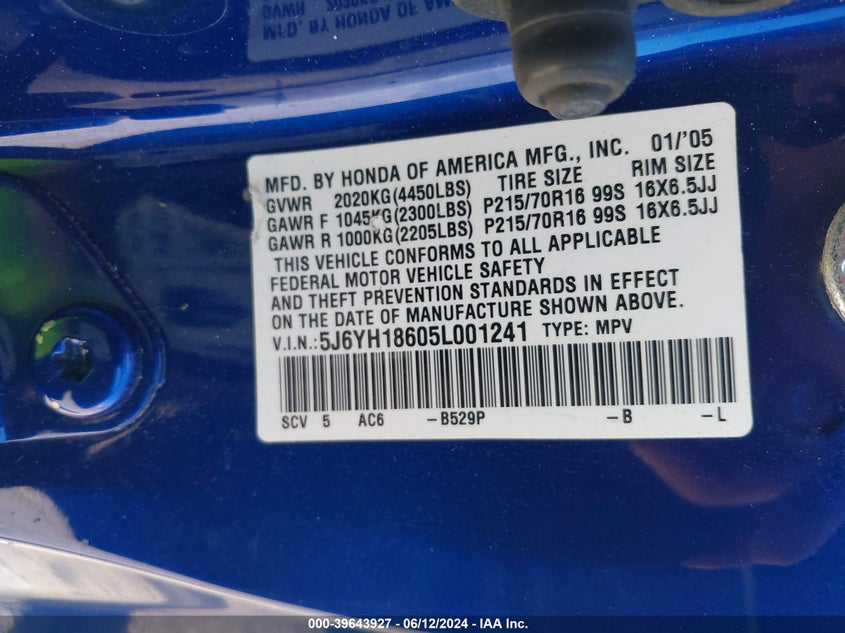 MFD. BY HONDA OF AMERICA MFG., INC. 01/'05
GVWR 2020KG(4450LBS) TIRE SIZE RIM SIZE
GAWR F 1045KG(2300LBS) P215/70R16 99S 16X6.5JJ
GAWR R 1000KG(2205LBS) P215/70R16 99S 16X6.5JJ
THIS VEHICLE CONFORMS TO ALL APPLICABLE
FEDERAL MOTOR VEHICLE SAFETY
AND THEFT PREVENTION STANDARDS IN EFFECT
ON THE DATE OF MANUFACTURE SHOWN ABOVE.
V.I.N.:5J6YH18605L001241 TYPE: MPV
SCV 5 AC6 -B529P -B -L
000-39643927 - 06/12/2024 - IAA Inc.